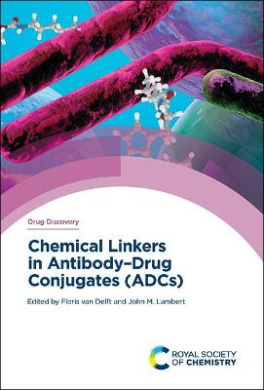 Drug Discovery
Chemical Linkers
in Antibody–Drug
Conjugates (ADCs)
Edited by Floris van Delft and John M. Lambert
ROYAL SOCIETY
OF CHEMISTRY